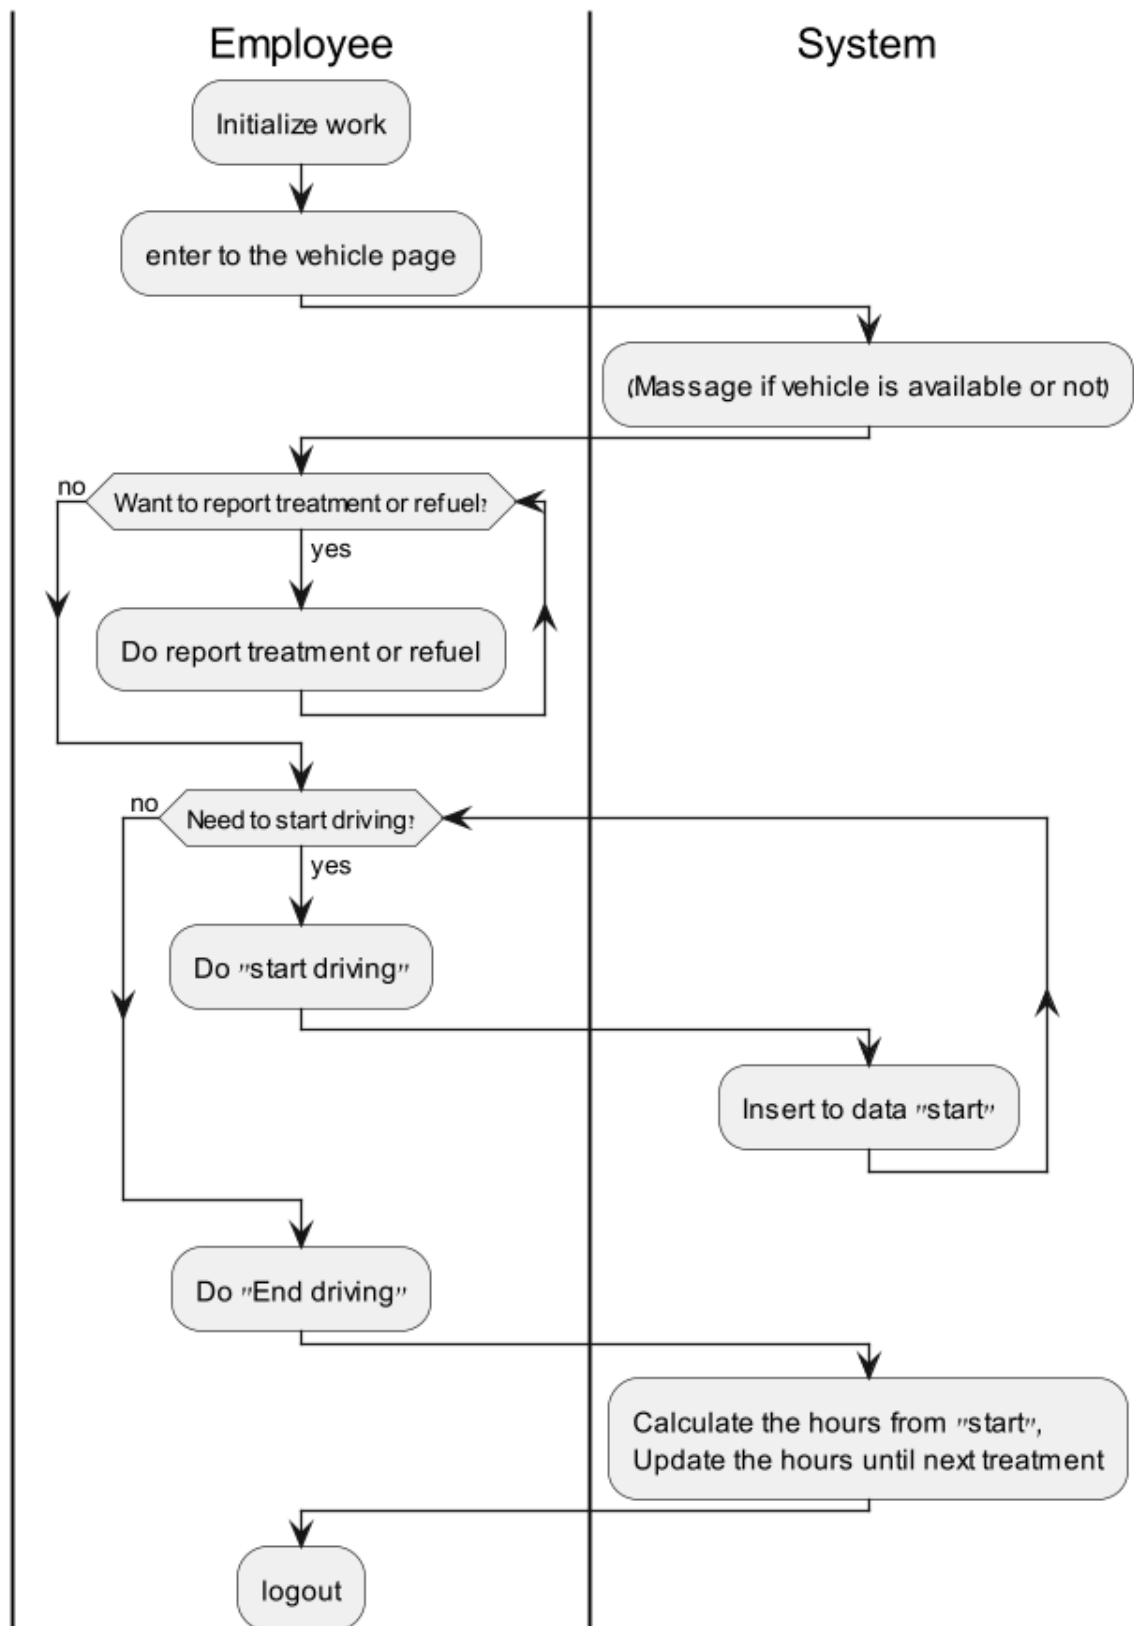 Employee
System
Initialize work
enter to the vehicle page
(Massage if vehicle is available or not)
no
Want to report treatment or refuel?
yes
Do report treatment or refuel
no
Need to start driving?
yes
Do "start driving"
Insert to data "start"
Do "End driving"
Calculate the hours from "start",
Update the hours until next treatment
logout